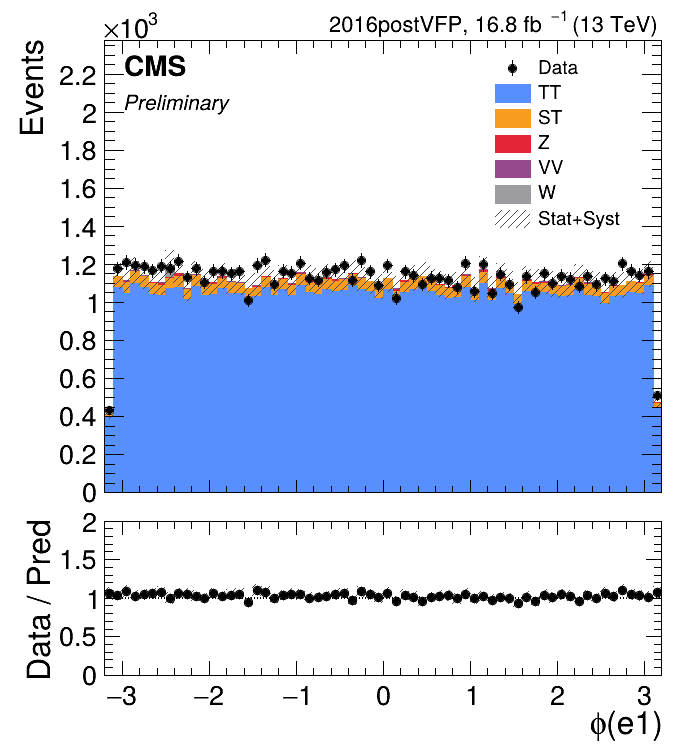 ×10³ 2016postVFP, 16.8 fb ⁻¹ (13 TeV)
CMS
Preliminary
Events
Data
TT
ST
Z
VV
W
Stat+Syst
2.2
2
1.8
1.6
1.4
1.2
1
0.8
0.6
0.4
0.2
0
Data / Pred
2
1.5
1
0.5
0
−3 −2 −1 0 1 2 3
ϕ(e1)